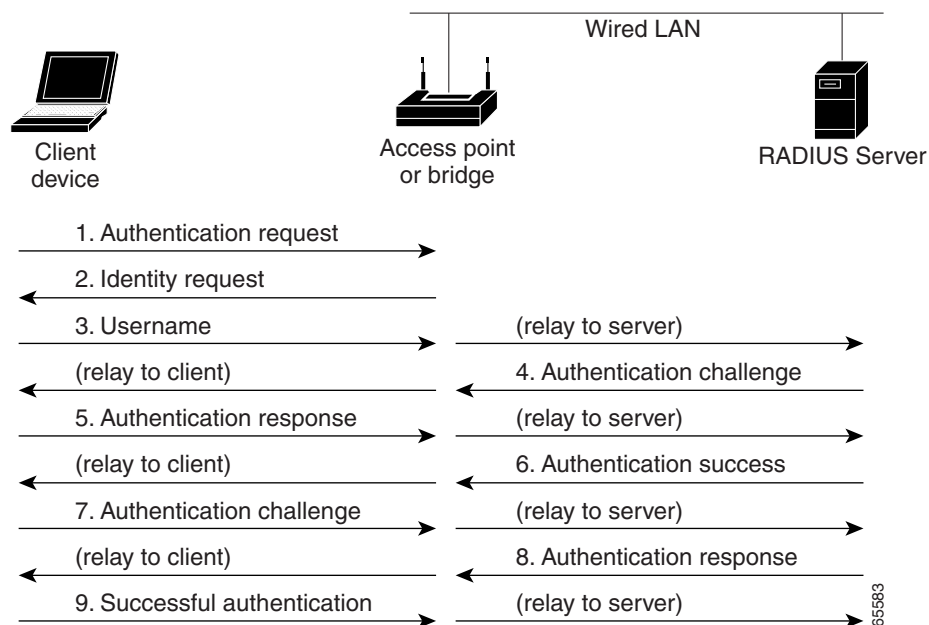 Wired LAN
Client
device
Access point
or bridge
RADIUS Server
1. Authentication request
2. Identity request
3. Username
(relay to server)
(relay to client)
4. Authentication challenge
5. Authentication response
(relay to server)
(relay to client)
6. Authentication success
7. Authentication challenge
(relay to server)
(relay to client)
8. Authentication response
9. Successful authentication
(relay to server)
65583